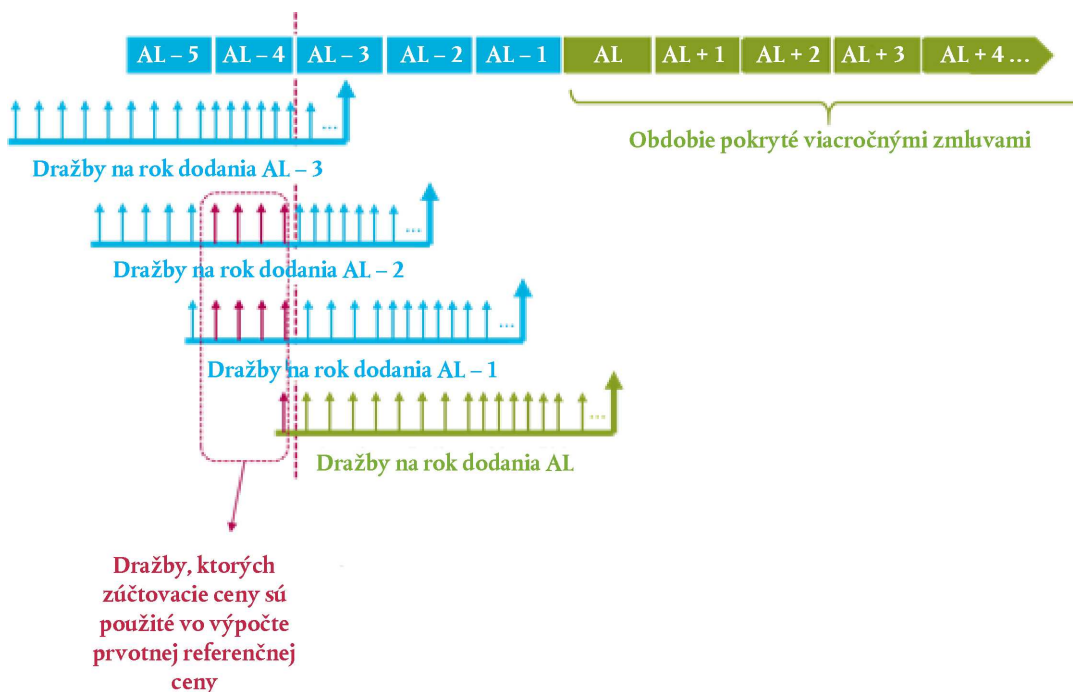 AL – 5 AL – 4 AL – 3 AL – 2 AL – 1 AL AL + 1 AL + 2 AL + 3 AL + 4 ...
...
Obdobie pokryté viacročnými zmluvami
Dražby na rok dodania AL – 3
...
Dražby na rok dodania AL – 2
...
Dražby na rok dodania AL – 1
...
Dražby na rok dodania AL
Dražby, ktorých
zúčtovacie ceny sú
použité vo výpočte
prvotnej referenčnej
ceny